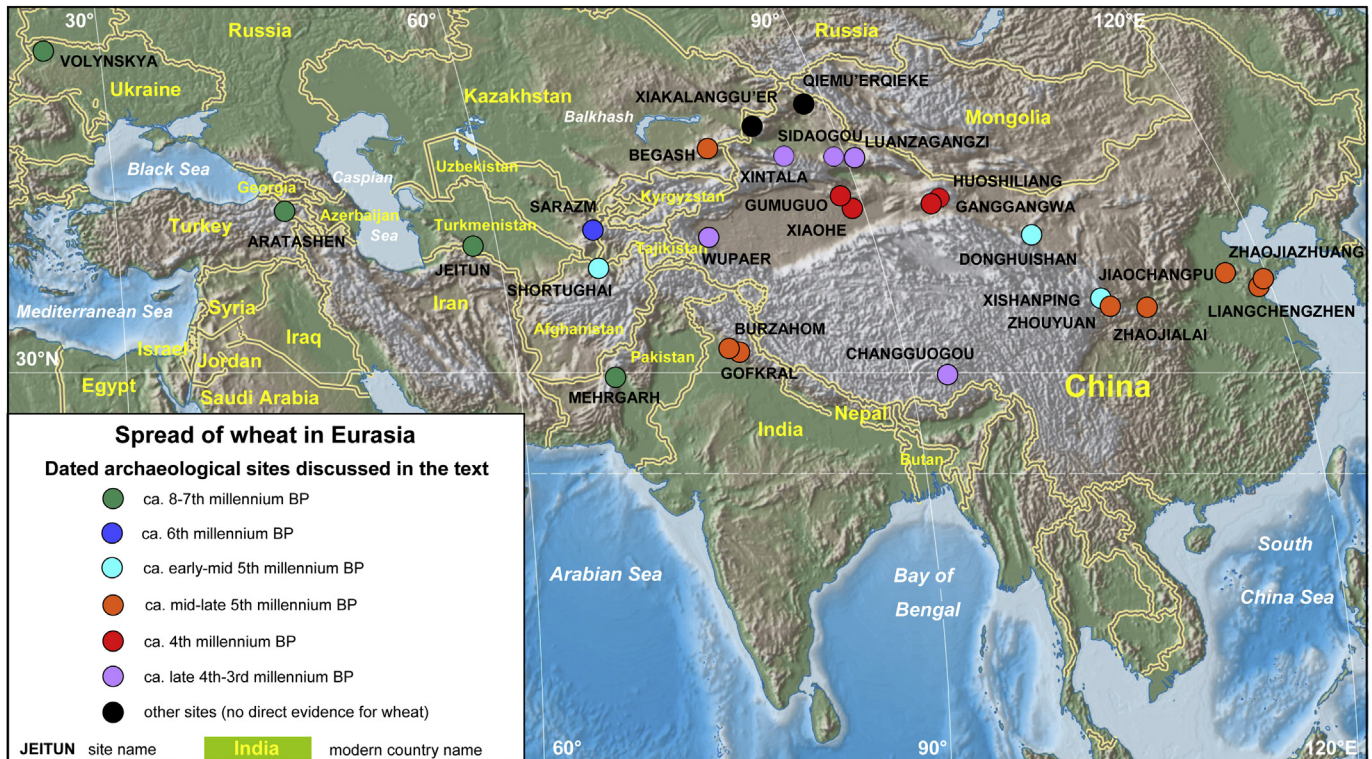 30°
60°
90°
120°E
Russia
Russia
VOLYNSKYA
Ukraine
Kazakhstan
Balkhash
XIAKALANGGU'ER
QIEMU'ERQIEKE
Mongolia
SIDAOGOU
LUANZAGANGZI
BEGASH
XINTALA
Black Sea
Caspian
Sea
Uzbekistan
Georgia
Kyrgyzstan
HUOSHILIANG
GUMUGUO
GANGGANGWA
SARAZM
Turkey
Azerbaijan
Turkmenistan
XIAOHE
ARATASHEN
JEITUN
Tajikistan
WUPAER
DONGHUISHAN
ZHAOJIAZHUANG
JIAOCHANGPU
SHORTUGHAI
Mediterranean Sea
Syria
Iran
XISHANPING
LIANGCHENGZHEN
ZHOUYUAN
ZHAOJIALAI
Israel
Iraq
Afghanistan
BURZAHOM
CHANGGUOGOU
30°N
Jordan
Pakistan
GOFKRAL
Egypt
Saudi Arabia
MEHRGARH
China
Nepal
India
Butan
Arabian Sea
Bay of
Bengal
South
China Sea
60°
90°
120°E
Spread of wheat in Eurasia
Dated archaeological sites discussed in the text
ca. 8-7th millennium BP
ca. 6th millennium BP
ca. early-mid 5th millennium BP
ca. mid-late 5th millennium BP
ca. 4th millennium BP
ca. late 4th-3rd millennium BP
other sites (no direct evidence for wheat)
JEITUN site name India modern country name